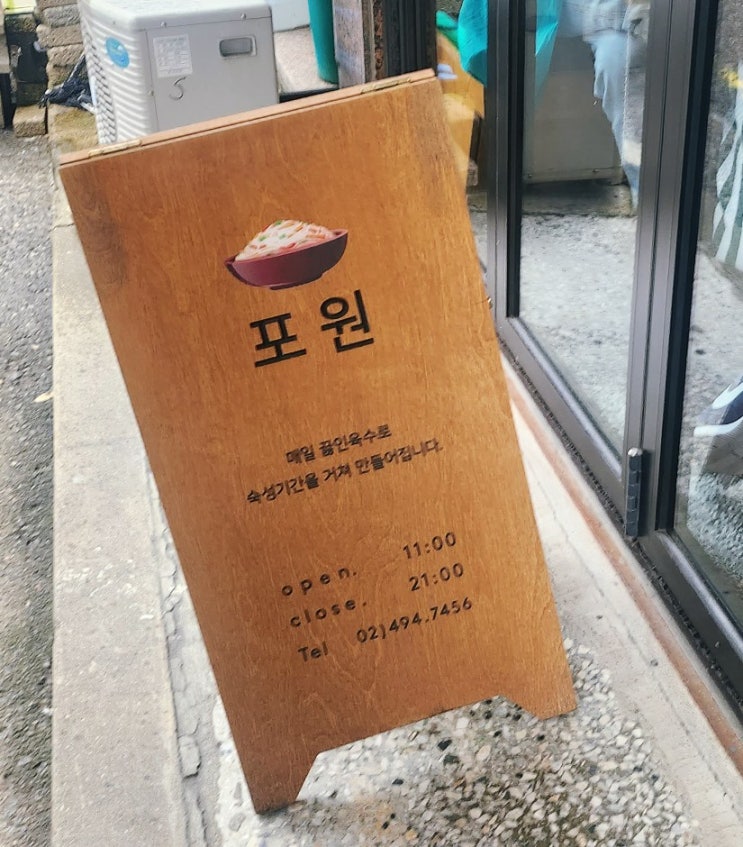 포 원
매일 끓인육수로
숙성기간을 거쳐 만들어집니다.
open. 11:00
close. 21:00
Tel 02)494.7456
5